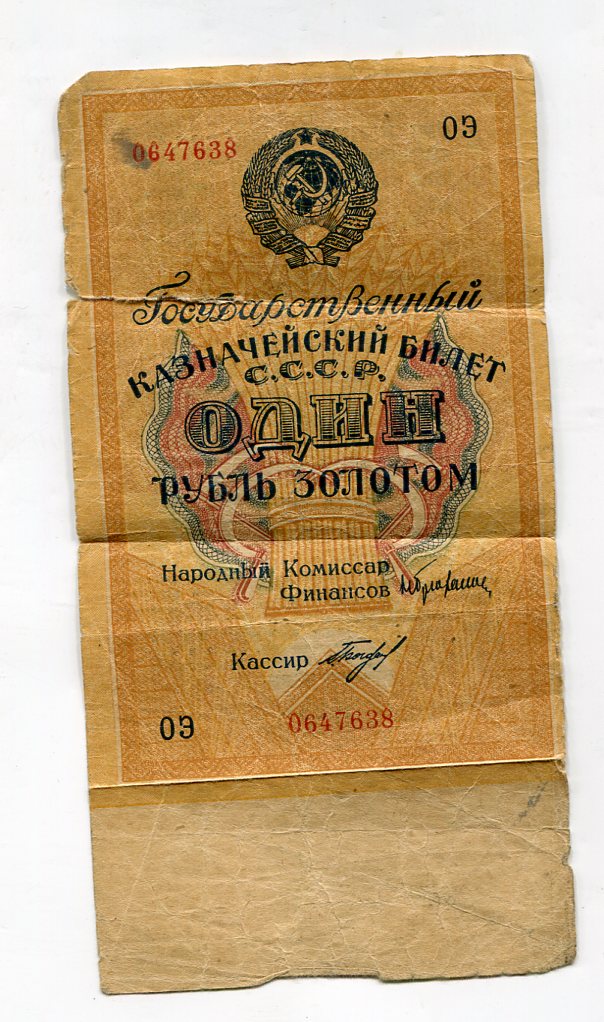 0647638 ОЭ
Государственный
КАЗНАЧЕЙСКИЙ БИЛЕТ
С.С.С.Р.
ОДИН
РУБЛЬ ЗОЛОТОМ
Народный Комиссар
Финансов
Кассир
ОЭ 0647638